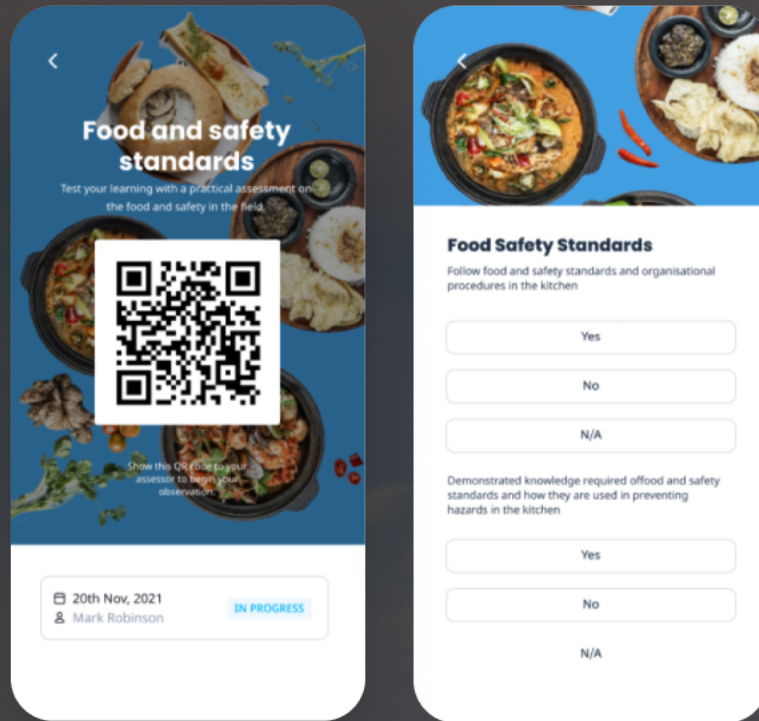 Food and safety
standards
Test your learning with a practical assessment on
the food and safety in the field.
Show this QR code to your
assessor to begin your
observation.
20th Nov, 2021
Mark Robinson
IN PROGRESS
Food Safety Standards
Follow food and safety standards and organisational
procedures in the kitchen
Yes
No
N/A
Demonstrated knowledge required offood and safety
standards and how they are used in preventing
hazards in the kitchen
Yes
No
N/A